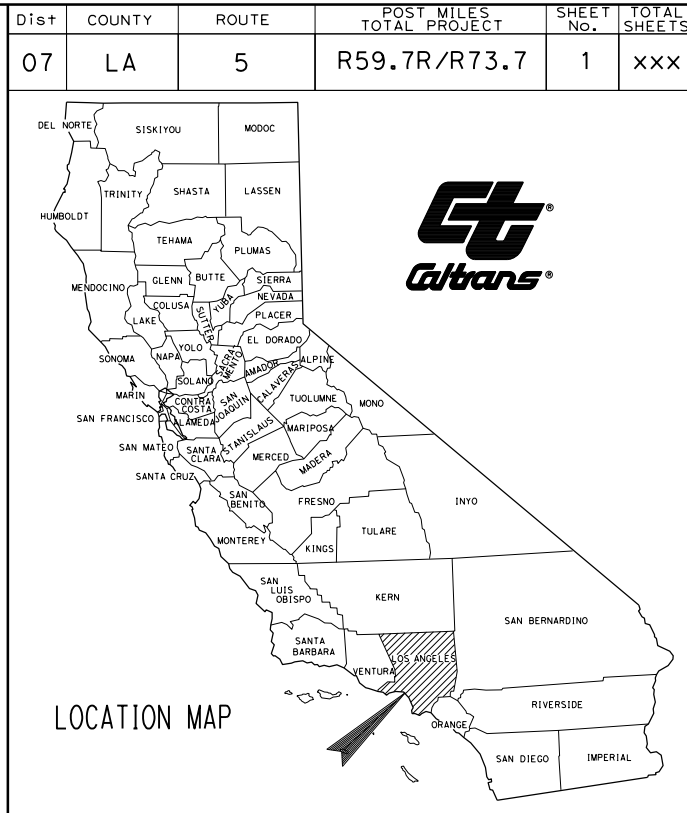 Dist COUNTY ROUTE POST MILES TOTAL PROJECT SHEET No. TOTAL SHEETS
07 LA 5 R59.7R/R73.7 1 xxx
DEL NORTE
SISKIYOU
MODOC
TRINITY
SHASTA
LASSEN
HUMBOLDT
TEHAMA
PLUMAS
MENDOCINO
GLENN
BUTTE
SIERRA
NEVADA
COLUSA
YUBA
SUTTER
PLACER
LAKE
EL DORADO
SONOMA
NAPA
YOLO
SACRA-
MENTO
AMADOR
ALPINE
SOLANO
CALAVERAS
MARIN
CONTRA
COSTA
SAN
JOAQUIN
TUOLUMNE
MONO
SAN FRANCISCO
ALAMEDA
STANISLAUS
MARIPOSA
SAN MATEO
SANTA
CLARA
MERCED
MADERA
SANTA CRUZ
SAN
BENITO
FRESNO
INYO
MONTEREY
KINGS
TULARE
SAN
LUIS
OBISPO
KERN
SAN BERNARDINO
SANTA
BARBARA
VENTURA
LOS ANGELES
ORANGE
RIVERSIDE
SAN DIEGO
IMPERIAL
Ct®
Caltrans®
LOCATION MAP